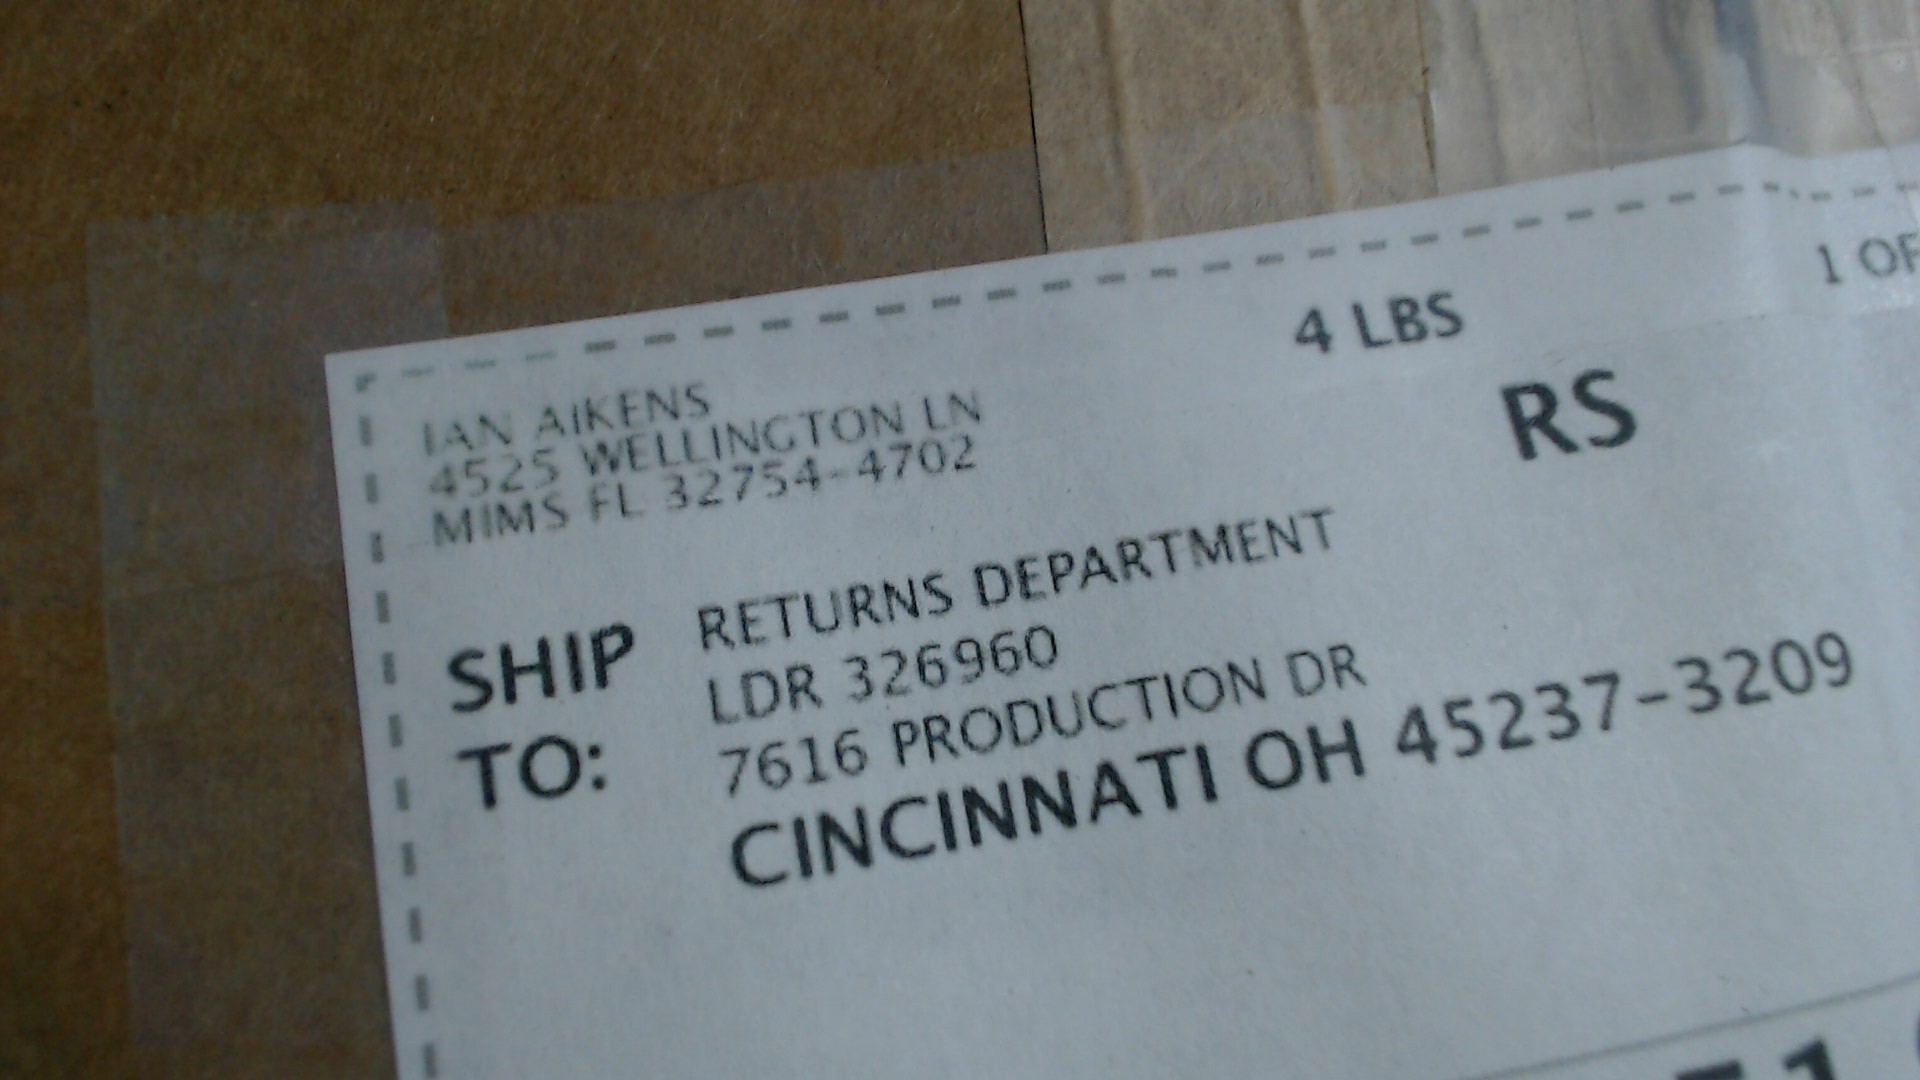 1 OF
4 LBS
RS
IAN AIKENS
4525 WELLINGTON LN
MIMS FL 32754-4702
SHIP
TO:
RETURNS DEPARTMENT
LDR 326960
7616 PRODUCTION DR
CINCINNATI OH 45237-3209